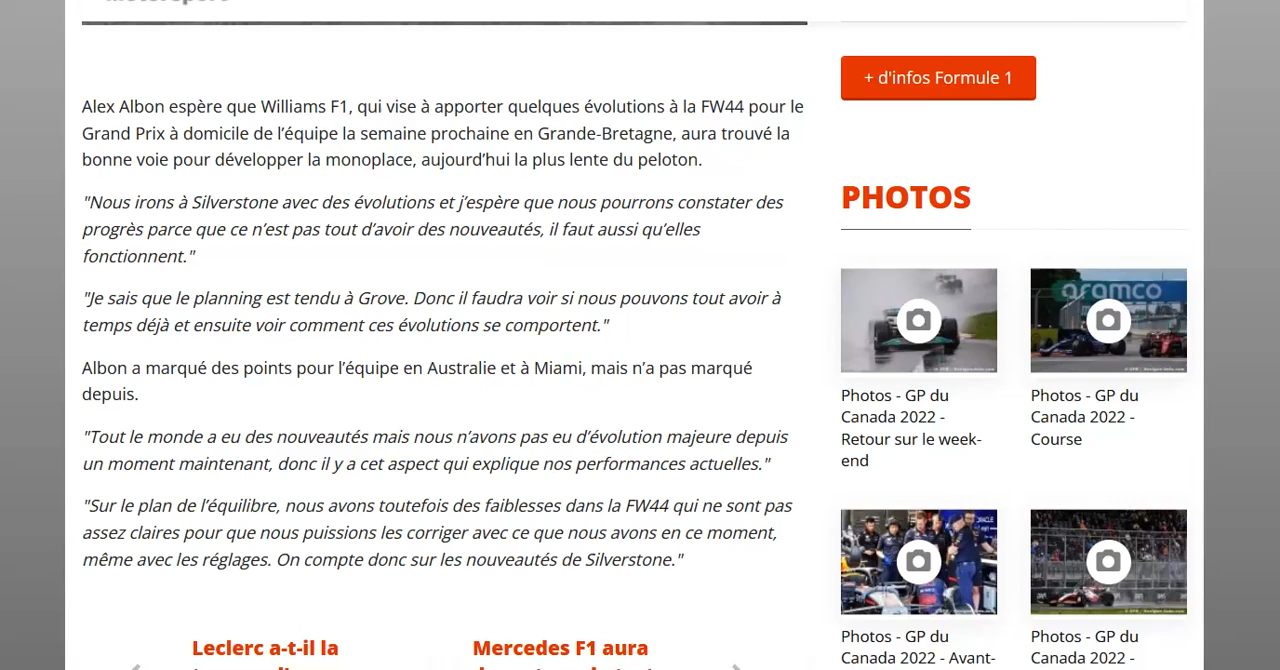 + d'infos Formule 1
Alex Albon espère que Williams F1, qui vise à apporter quelques évolutions à la FW44 pour le
Grand Prix à domicile de l’équipe la semaine prochaine en Grande-Bretagne, aura trouvé la
bonne voie pour développer la monoplace, aujourd’hui la plus lente du peloton.
"Nous irons à Silverstone avec des évolutions et j’espère que nous pourrons constater des
progrès parce que ce n’est pas tout d’avoir des nouveautés, il faut aussi qu’elles
fonctionnent."
"Je sais que le planning est tendu à Grove. Donc il faudra voir si nous pouvons tout avoir à
temps déjà et ensuite voir comment ces évolutions se comportent."
Albon a marqué des points pour l’équipe en Australie et à Miami, mais n’a pas marqué
depuis.
"Tout le monde a eu des nouveautés mais nous n’avons pas eu d’évolution majeure depuis
un moment maintenant, donc il y a cet aspect qui explique nos performances actuelles."
"Sur le plan de l’équilibre, nous avons toutefois des faiblesses dans la FW44 qui ne sont pas
assez claires pour que nous puissions les corriger avec ce que nous avons en ce moment,
même avec les réglages. On compte donc sur les nouveautés de Silverstone."
Leclerc a-t-il la
Mercedes F1 aura
PHOTOS
aramco
Photos - GP du
Canada 2022 -
Retour sur le week-
end
Photos - GP du
Canada 2022 -
Course
ORACLE
Photos - GP du
Canada 2022 - Avant-
Photos - GP du
Canada 2022 -